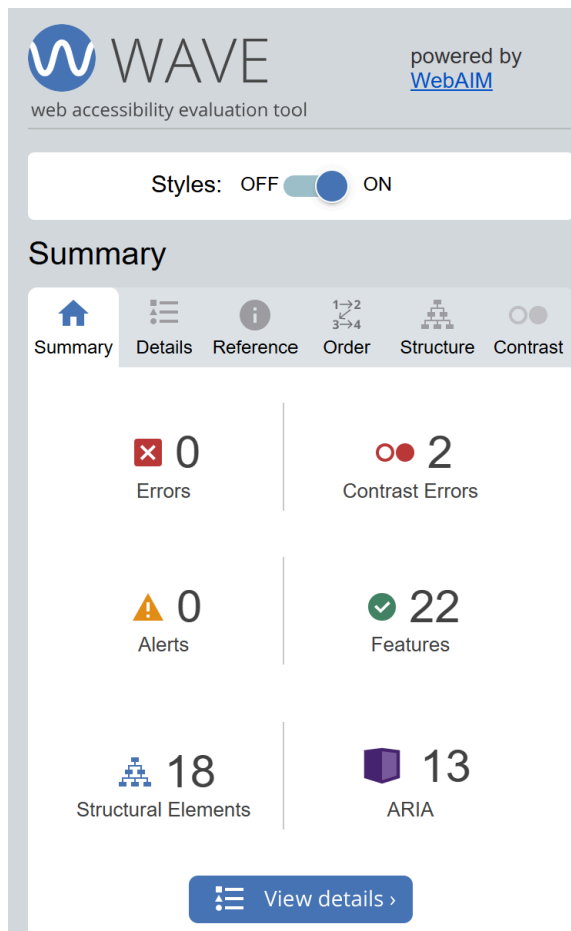 WAVE
powered by
WebAIM
web accessibility evaluation tool
Styles: OFF ON
Summary
1→2
3→4
Summary Details Reference Order Structure Contrast
0 2
Errors Contrast Errors
0 22
Alerts Features
18 13
Structural Elements ARIA
View details ›